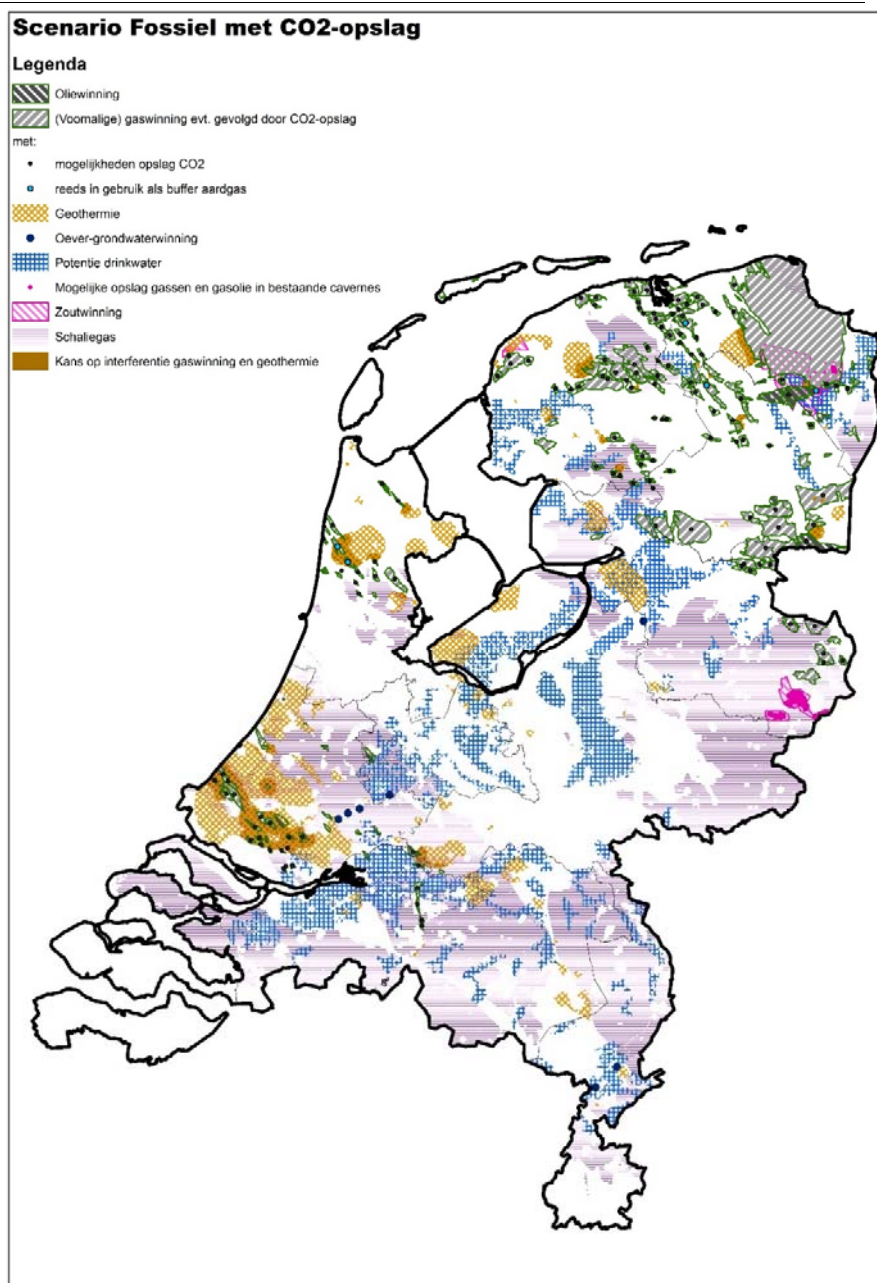 Scenario Fossiel met CO2-opslag
Legenda
Oliewinning
(Voormalige) gaswinning evt. gevolgd door CO2-opslag
met:
mogelijkheden opslag CO2
reeds in gebruik als buffer aardgas
Geothermie
Oever-grondwaterwinning
Potentie drinkwater
Mogelijke opslag gassen en gasolie in bestaande cavernes
Zoutwinning
Schaliegas
Kans op interferentie gaswinning en geothermie